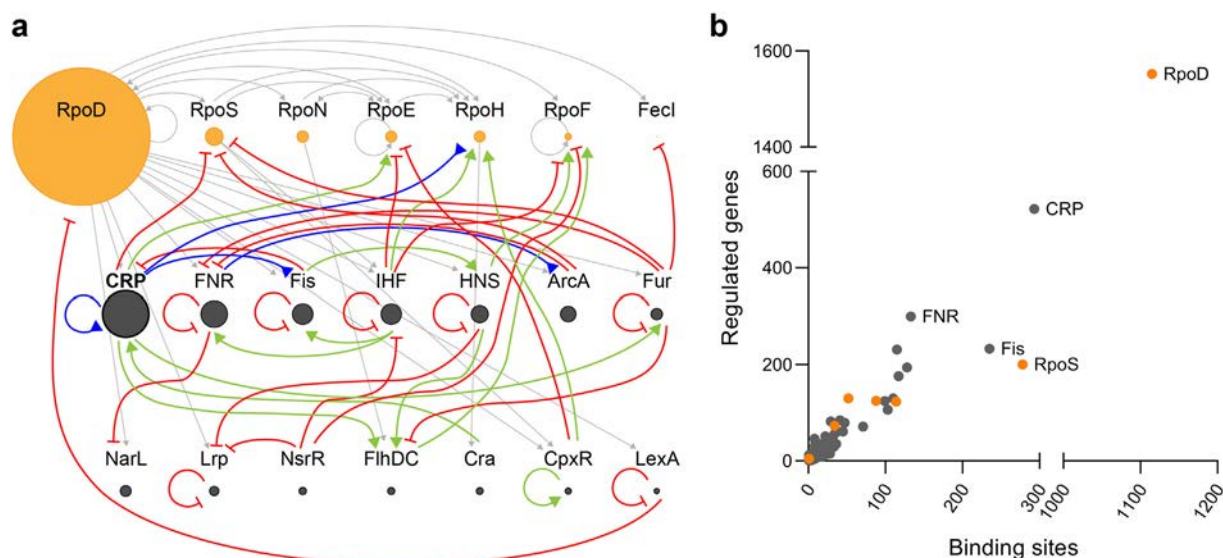 a
RpoD
RpoS
RpoN
RpoE
RpoH
RpoF
FecI
CRP
FNR
Fis
IHF
HNS
ArcA
Fur
NarL
Lrp
NsrR
FlhDC
Cra
CpxR
LexA
b
1600
1400
600
400
200
0
Regulated genes
RpoD
CRP
FNR
Fis
RpoS
0
100
200
300
1000
1100
1200
Binding sites